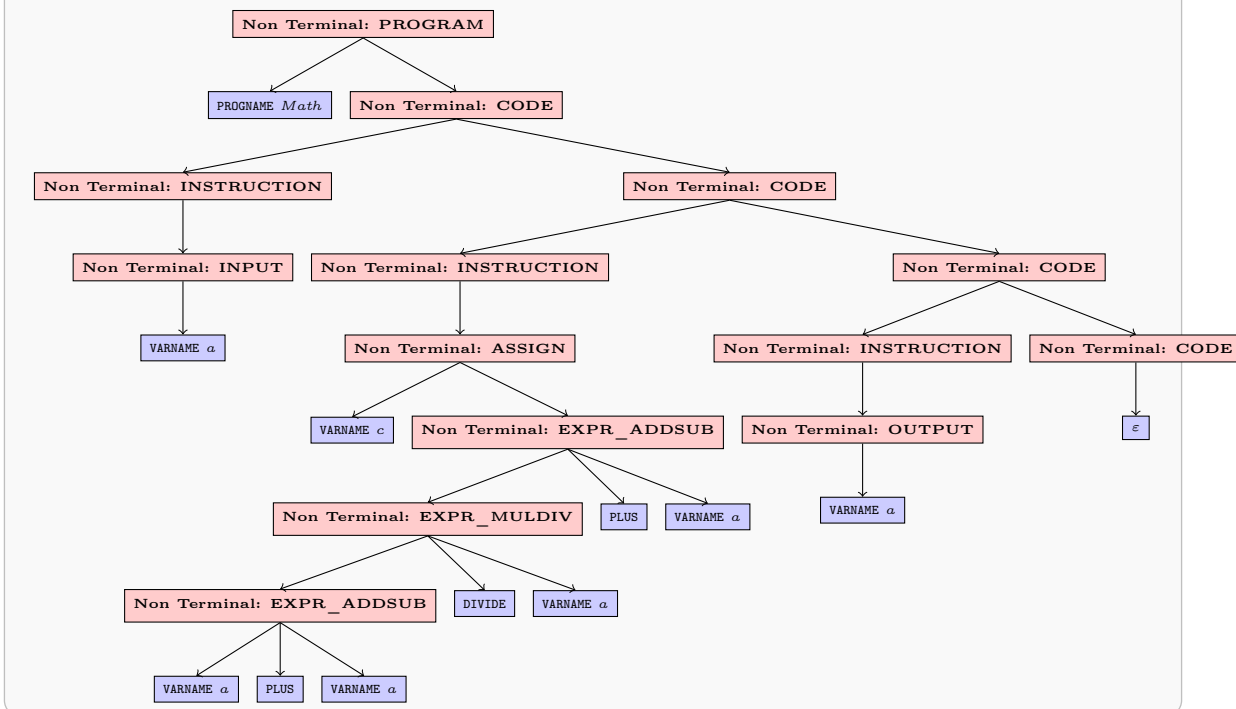 Non Terminal: PROGRAM
PROGNAME Math
Non Terminal: CODE
Non Terminal: INSTRUCTION
Non Terminal: CODE
Non Terminal: INPUT
Non Terminal: INSTRUCTION
Non Terminal: CODE
VARNAME a
Non Terminal: ASSIGN
Non Terminal: INSTRUCTION
Non Terminal: CODE
VARNAME c
Non Terminal: EXPR_ADDSUB
Non Terminal: OUTPUT
ε
Non Terminal: EXPR_MULDIV
PLUS
VARNAME a
VARNAME a
Non Terminal: EXPR_ADDSUB
DIVIDE
VARNAME a
VARNAME a
PLUS
VARNAME a